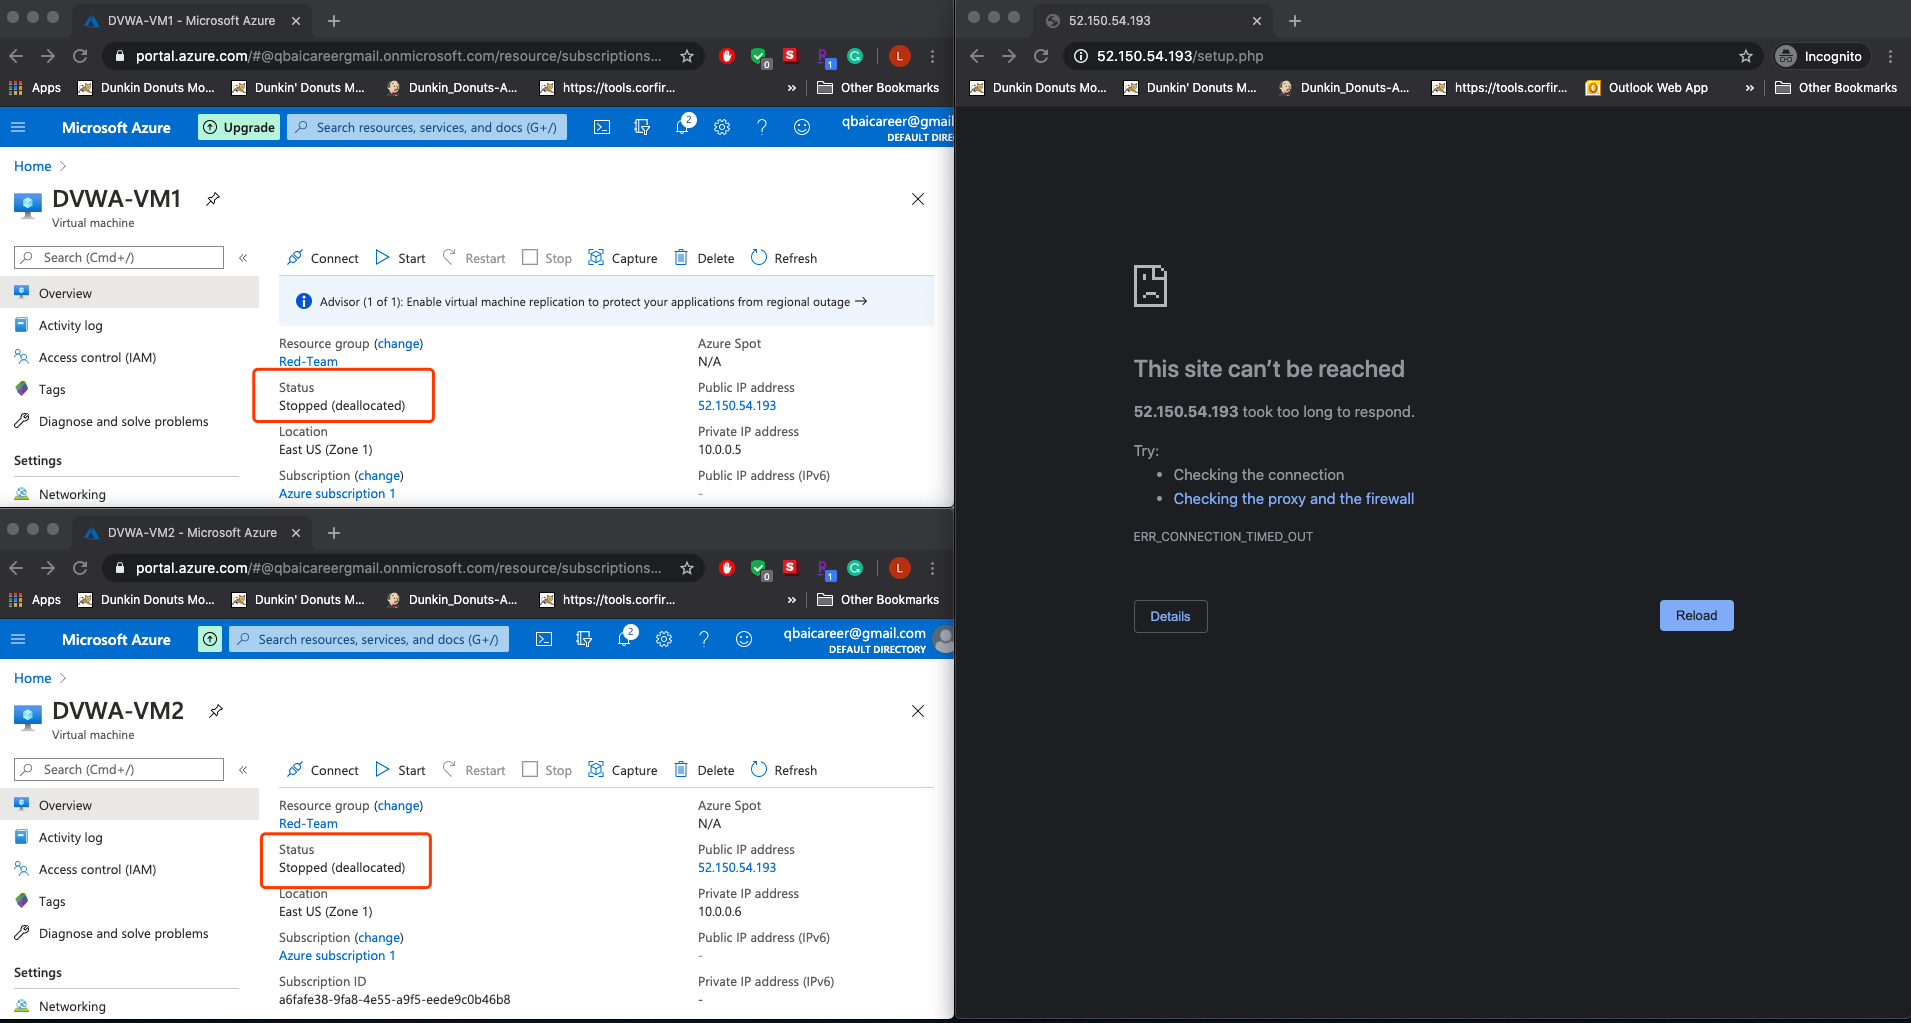 DVWA-VM1 - Microsoft Azure
portal.azure.com/#@qbaicareergmail.onmicrosoft.com/resource/subscriptions...
0
S
R
1
G
L
Apps
Dunkin Donuts Mo...
Dunkin' Donuts M...
Dunkin_Donuts-A...
https://tools.corfir...
»
Other Bookmarks
Microsoft Azure
Upgrade
Search resources, services, and docs (G+/)
2
?
qbaicareer@gmail
DEFAULT DIRE
Home >
DVWA-VM1
Virtual machine
Search (Cmd+/)
«
Connect
Start
Restart
Stop
Capture
Delete
Refresh
Overview
Activity log
Access control (IAM)
Tags
Diagnose and solve problems
Settings
Networking
Advisor (1 of 1): Enable virtual machine replication to protect your applications from regional outage →
Resource group (change)
Red-Team
Status
Stopped (deallocated)
Location
East US (Zone 1)
Subscription (change)
Azure subscription 1
Azure Spot
N/A
Public IP address
52.150.54.193
Private IP address
10.0.0.5
Public IP address (IPv6)
-
DVWA-VM2 - Microsoft Azure
portal.azure.com/#@qbaicareergmail.onmicrosoft.com/resource/subscriptions...
0
S
R
1
G
L
Apps
Dunkin Donuts Mo...
Dunkin' Donuts M...
Dunkin_Donuts-A...
https://tools.corfir...
»
Other Bookmarks
Microsoft Azure
Search resources, services, and docs (G+/)
2
?
qbaicareer@gmail.com
DEFAULT DIRECTORY
Home >
DVWA-VM2
Virtual machine
Search (Cmd+/)
«
Connect
Start
Restart
Stop
Capture
Delete
Refresh
Overview
Activity log
Access control (IAM)
Tags
Diagnose and solve problems
Settings
Networking
Resource group (change)
Red-Team
Status
Stopped (deallocated)
Location
East US (Zone 1)
Subscription (change)
Azure subscription 1
Subscription ID
a6fafe38-9fa8-4e55-a9f5-eede9c0b46b8
Azure Spot
N/A
Public IP address
52.150.54.193
Private IP address
10.0.0.6
Public IP address (IPv6)
-
Private IP address (IPv6)
-
52.150.54.193
52.150.54.193/setup.php
Incognito
Dunkin Donuts Mo...
Dunkin' Donuts M...
Dunkin_Donuts-A...
https://tools.corfir...
Outlook Web App
»
Other Bookmarks
This site can’t be reached
52.150.54.193 took too long to respond.
Try:
• Checking the connection
• Checking the proxy and the firewall
ERR_CONNECTION_TIMED_OUT
Details
Reload